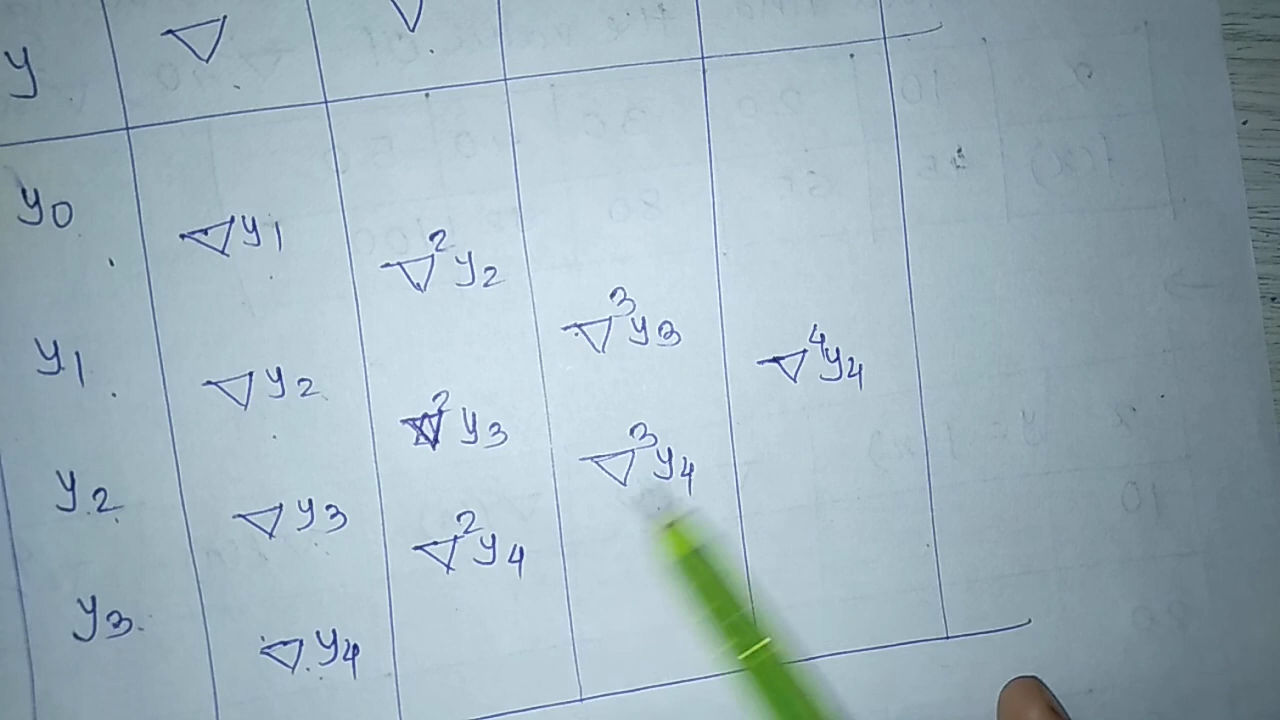 y ∇ ∇
y0
∇y1
∇²y2
∇³y3
∇⁴y4
y1
∇y2
∇²y3
∇³y4
y2
∇y3
∇²y4
y3
∇y4